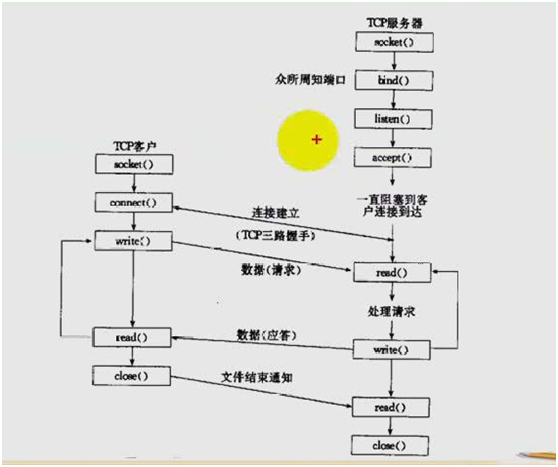 TCP服务器
socket()
众所周知端口
bind()
listen()
accept()
一直阻塞到客
户连接到达
TCP客户
socket()
connect()
连接建立
(TCP三路握手)
write()
数据(请求)
read()
处理请求
read()
数据(应答)
write()
close()
文件结束通知
read()
close()